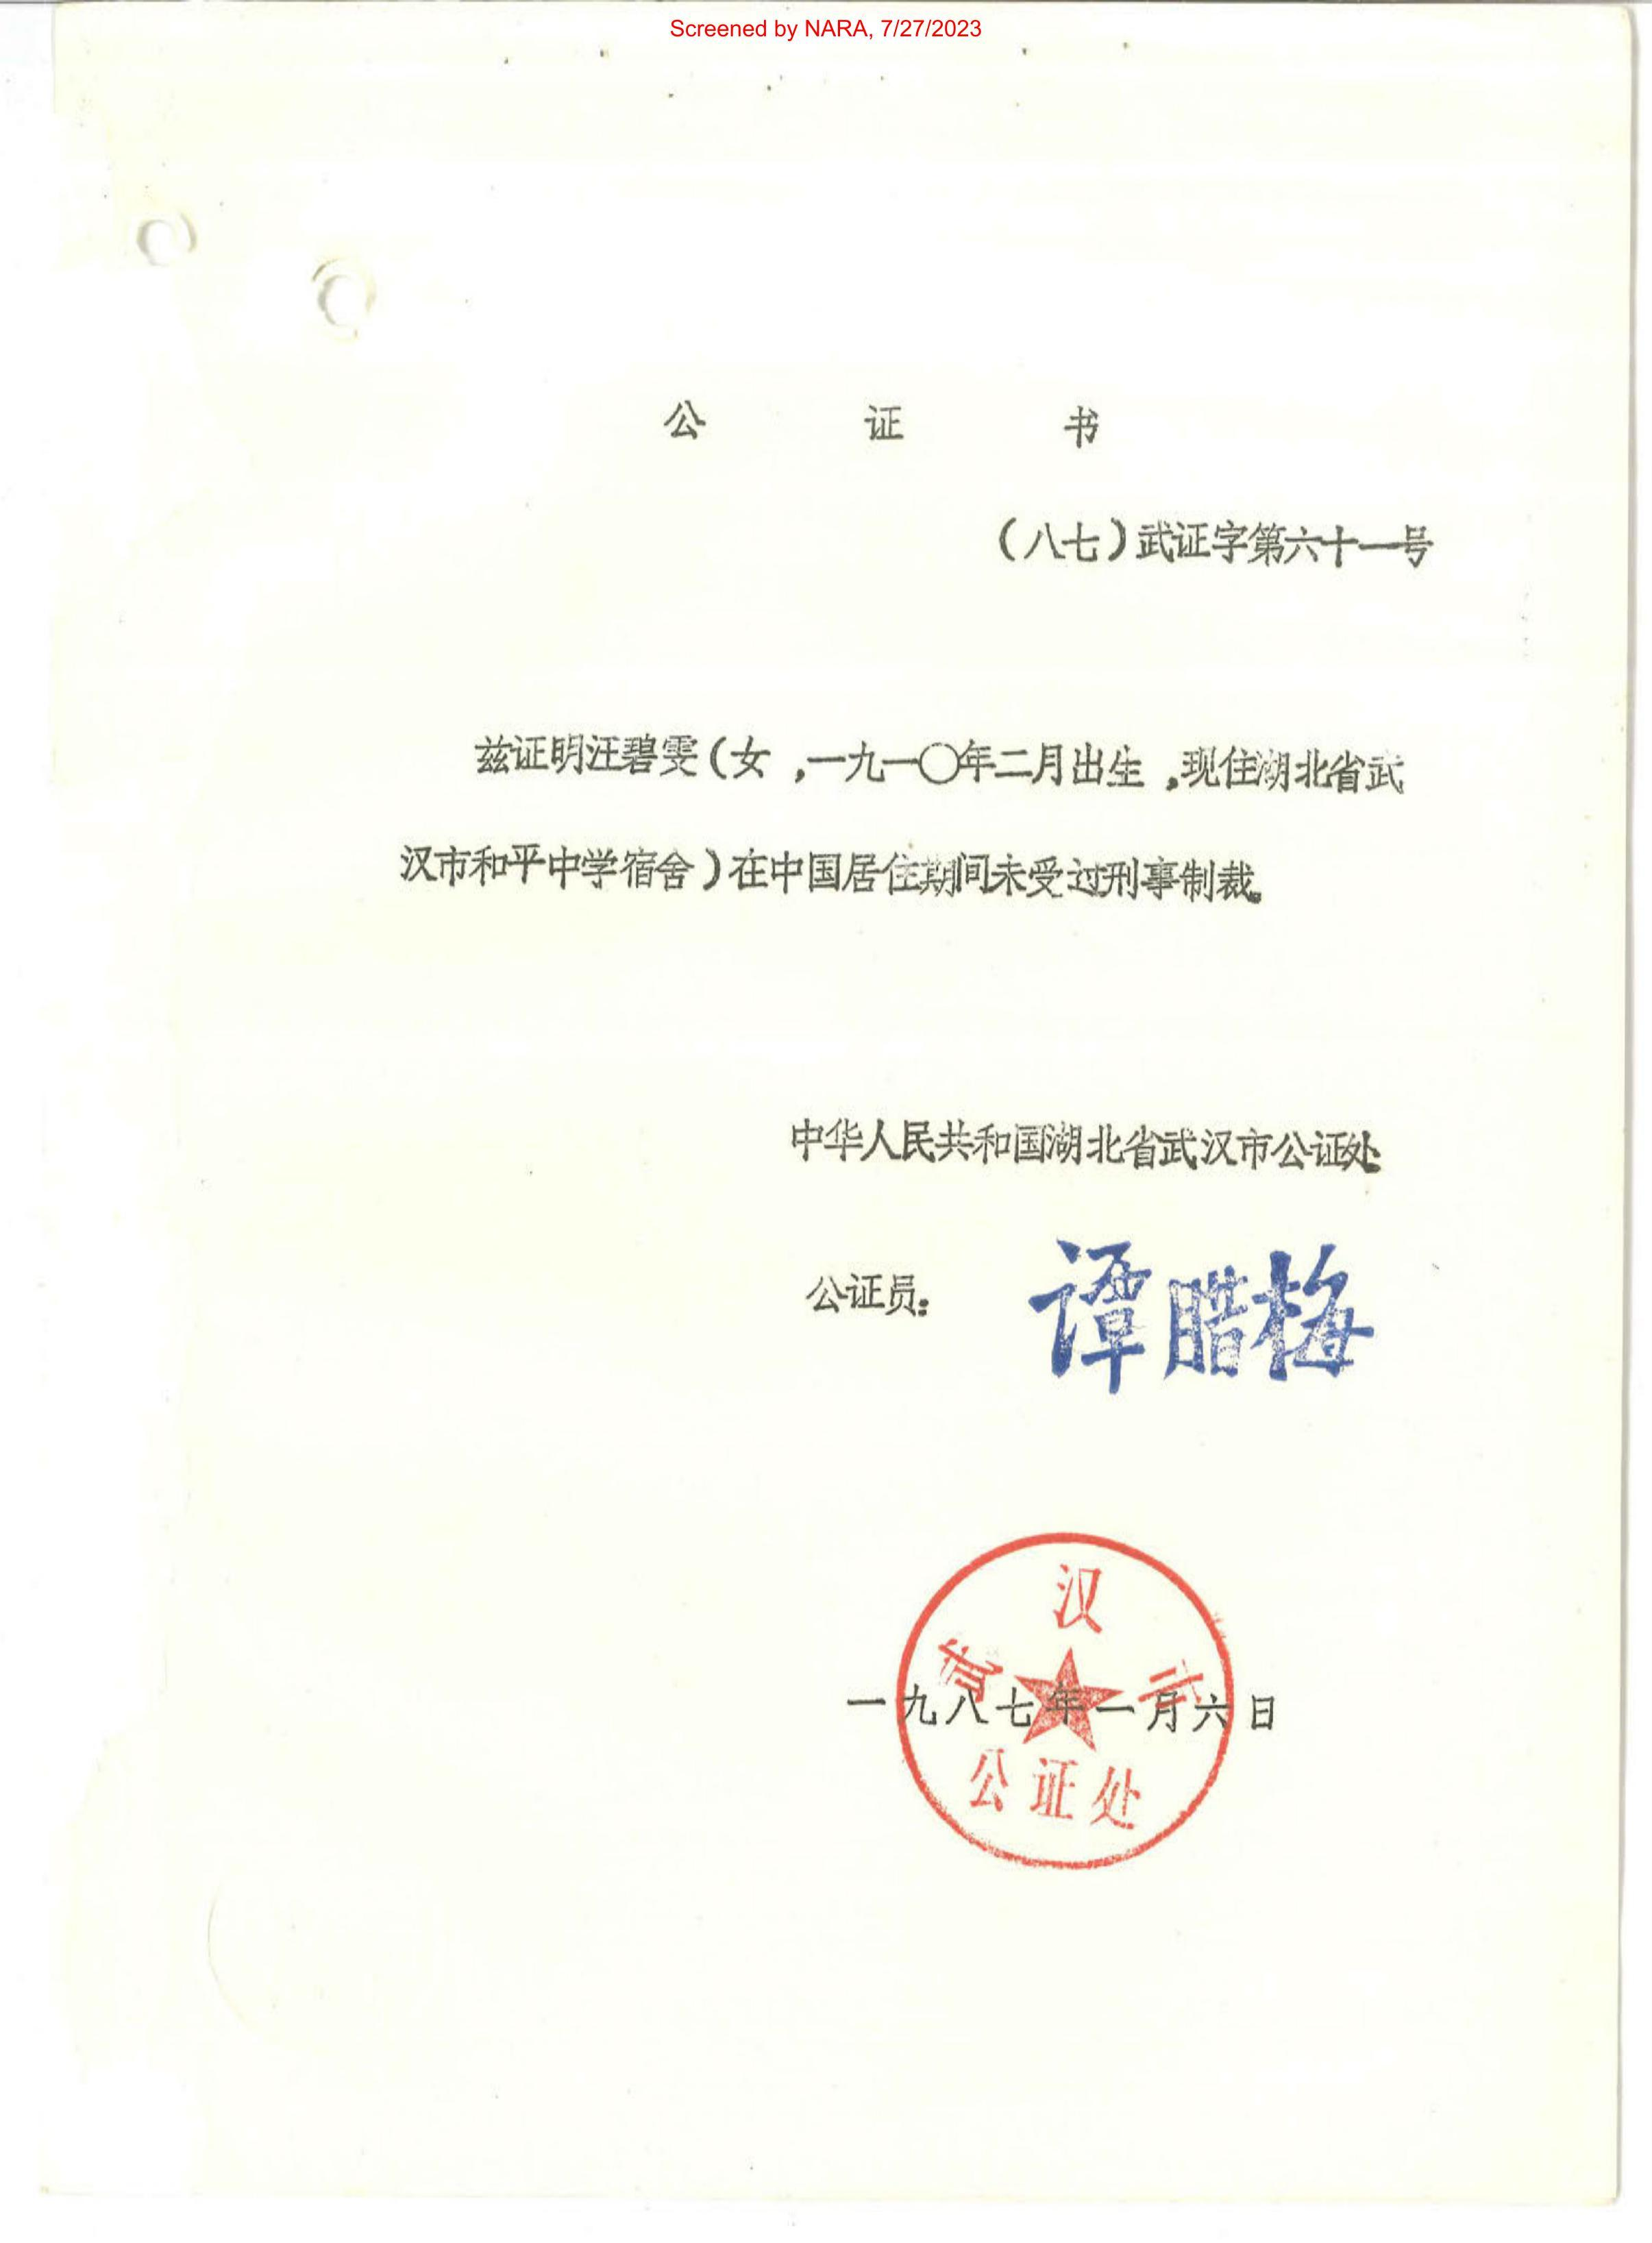 Screened by NARA, 7/27/2023
公证书
（八七）武证字第六十一号
兹证明汪碧雯（女，一九一〇年二月出生，现住湖北省武
汉市和平中学宿舍）在中国居住期间未受过刑事制裁。
中华人民共和国湖北省武汉市公证处
公证员：
谭腊梅
汉
一九八七年一月六日
公证处